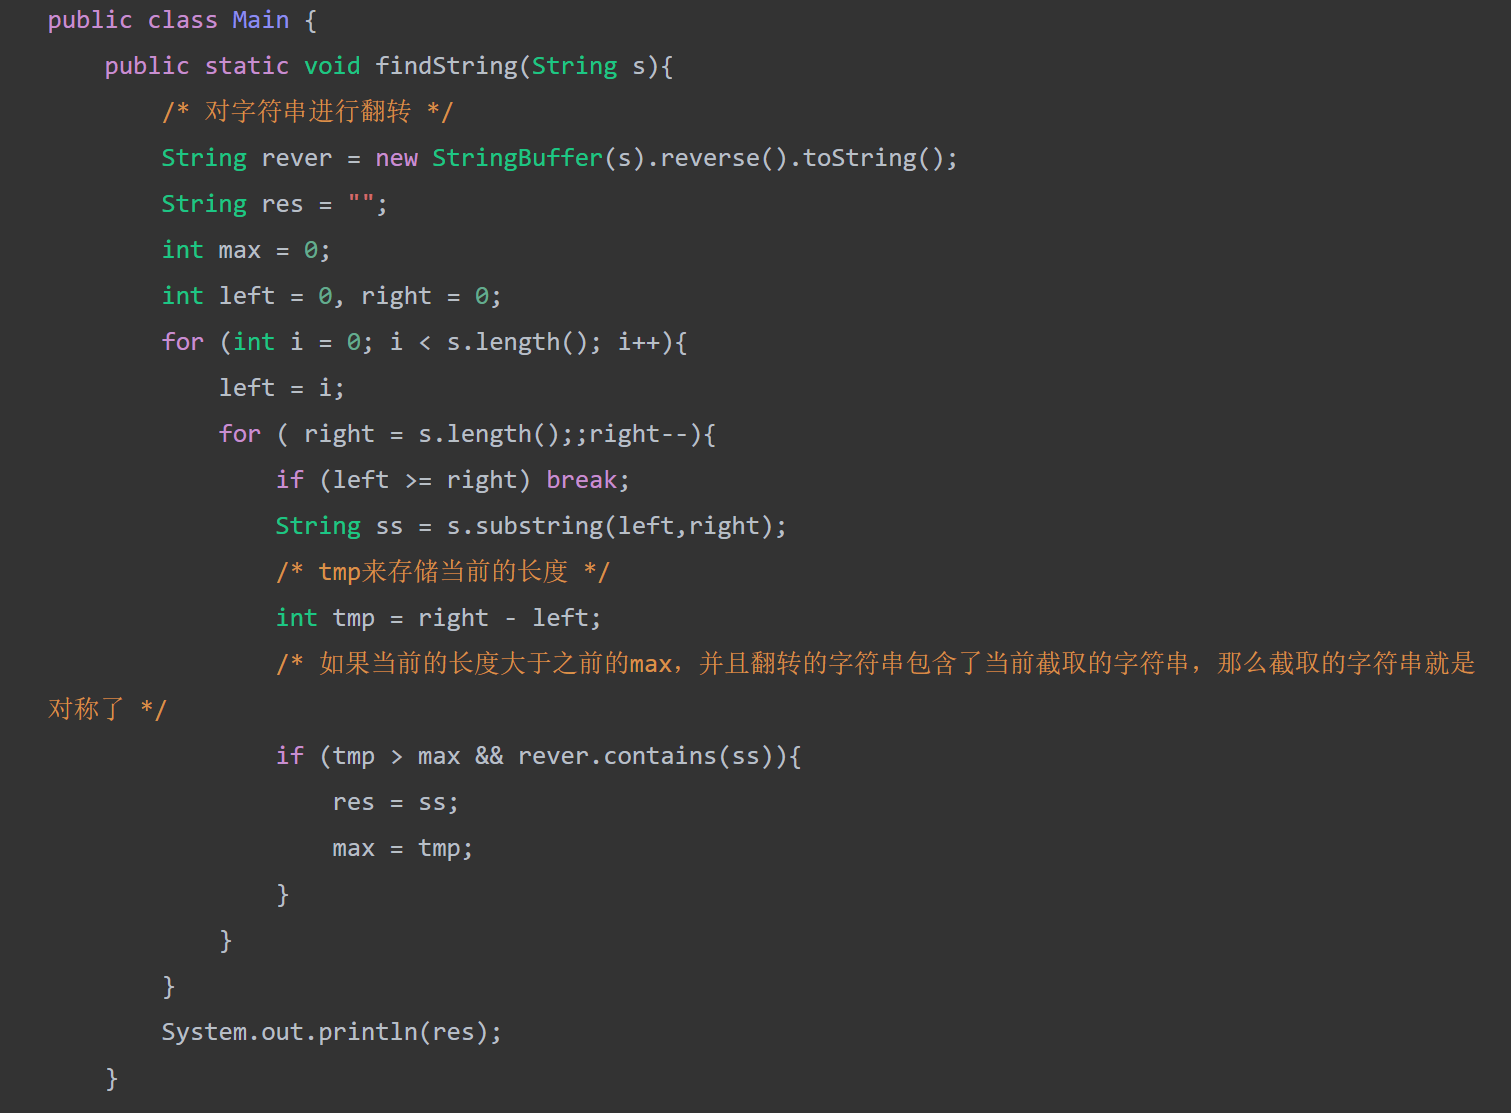 public class Main {
    public static void findString(String s){
        /* 对字符串进行翻转 */
        String rever = new StringBuffer(s).reverse().toString();
        String res = "";
        int max = 0;
        int left = 0, right = 0;
        for (int i = 0; i < s.length(); i++){
            left = i;
            for ( right = s.length();;right--){
                if (left >= right) break;
                String ss = s.substring(left,right);
                /* tmp来存储当前的长度 */
                int tmp = right - left;
                /* 如果当前的长度大于之前的max，并且翻转的字符串包含了当前截取的字符串，那么截取的字符串就是
对称了 */
                if (tmp > max && rever.contains(ss)){
                    res = ss;
                    max = tmp;
                }
            }
        }
        System.out.println(res);
    }